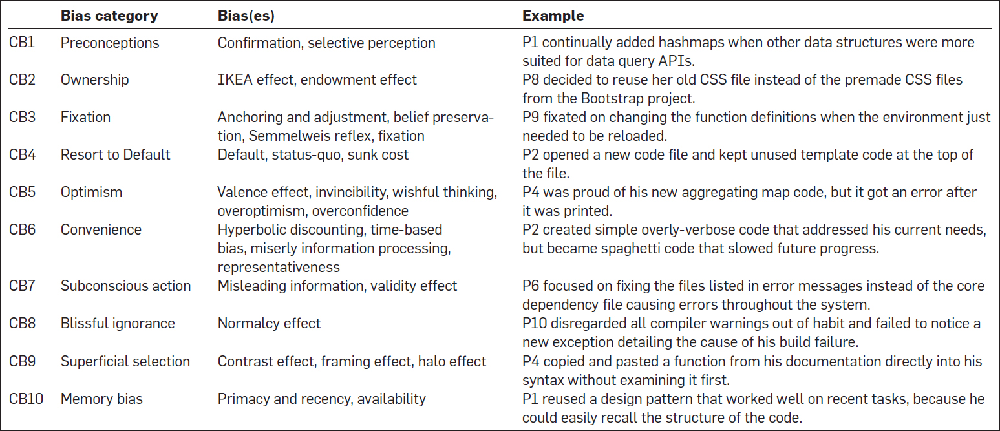 Bias category Bias(es) Example
CB1 Preconceptions Confirmation, selective perception P1 continually added hashmaps when other data structures were more
suited for data query APIs.
CB2 Ownership IKEA effect, endowment effect P8 decided to reuse her old CSS file instead of the premade CSS files
from the Bootstrap project.
CB3 Fixation Anchoring and adjustment, belief preserva- P9 fixated on changing the function definitions when the environment just
tion, Semmelweis reflex, fixation needed to be reloaded.
CB4 Resort to Default Default, status-quo, sunk cost P2 opened a new code file and kept unused template code at the top of
the file.
CB5 Optimism Valence effect, invincibility, wishful thinking, P4 was proud of his new aggregating map code, but it got an error after
overoptimism, overconfidence it was printed.
CB6 Convenience Hyperbolic discounting, time-based P2 created simple overly-verbose code that addressed his current needs,
bias, miserly information processing, but became spaghetti code that slowed future progress.
representativeness
CB7 Subconscious action Misleading information, validity effect P6 focused on fixing the files listed in error messages instead of the core
dependency file causing errors throughout the system.
CB8 Blissful ignorance Normalcy effect P10 disregarded all compiler warnings out of habit and failed to notice a
new exception detailing the cause of his build failure.
CB9 Superficial selection Contrast effect, framing effect, halo effect P4 copied and pasted a function from his documentation directly into his
syntax without examining it first.
CB10 Memory bias Primacy and recency, availability P1 reused a design pattern that worked well on recent tasks, because he
could easily recall the structure of the code.